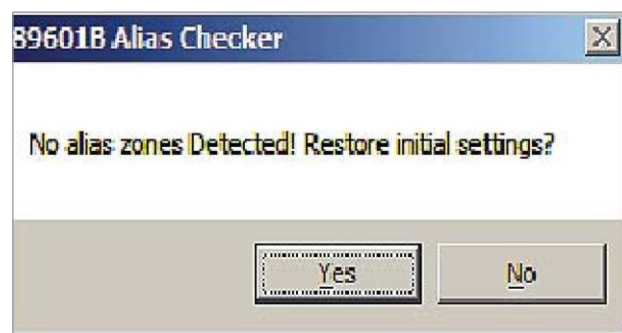 89601B Alias Checker
No alias zones Detected! Restore initial settings?
Yes No